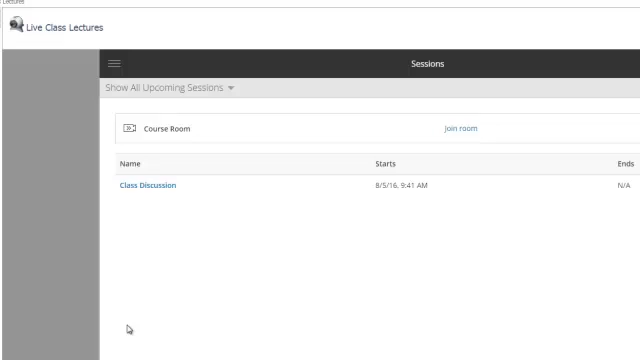 Lectures
Live Class Lectures
Sessions
Show All Upcoming Sessions
Course Room Join room
Name Starts Ends
Class Discussion 8/5/16, 9:41 AM N/A